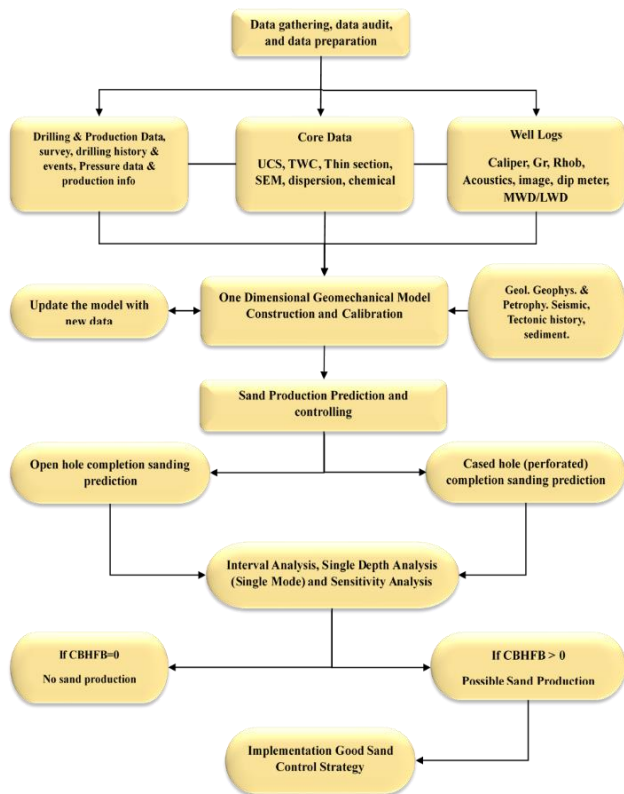 Data gathering, data audit,
and data preparation
Drilling & Production Data,
survey, drilling history &
events, Pressure data &
production info
Core Data
UCS, TWC, Thin section,
SEM, dispersion, chemical
Well Logs
Caliper, Gr, Rhob,
Acoustics, image, dip meter,
MWD/LWD
Update the model with
new data
One Dimensional Geomechanical Model
Construction and Calibration
Geol. Geophys. &
Petrophy. Seismic,
Tectonic history,
sediment.
Sand Production Prediction and
controlling
Open hole completion sanding
prediction
Cased hole (perforated)
completion sanding prediction
Interval Analysis, Single Depth Analysis
(Single Mode) and Sensitivity Analysis
If CBHFB=0
No sand production
If CBHFB > 0
Possible Sand Production
Implementation Good Sand
Control Strategy